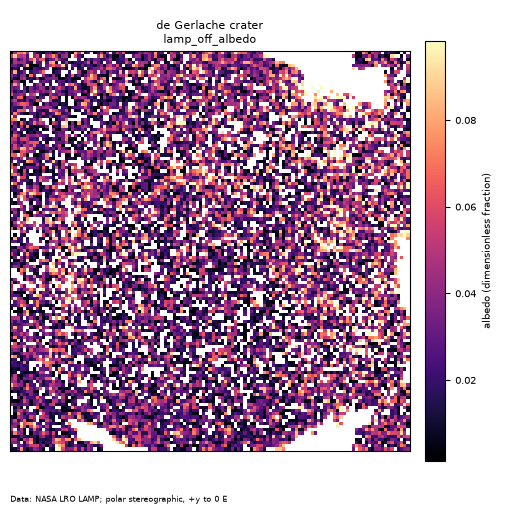 de Gerlache crater
lamp_off_albedo
0.08
0.06
0.04
0.02
albedo (dimensionless fraction)
Data: NASA LRO LAMP; polar stereographic, +y to 0 E